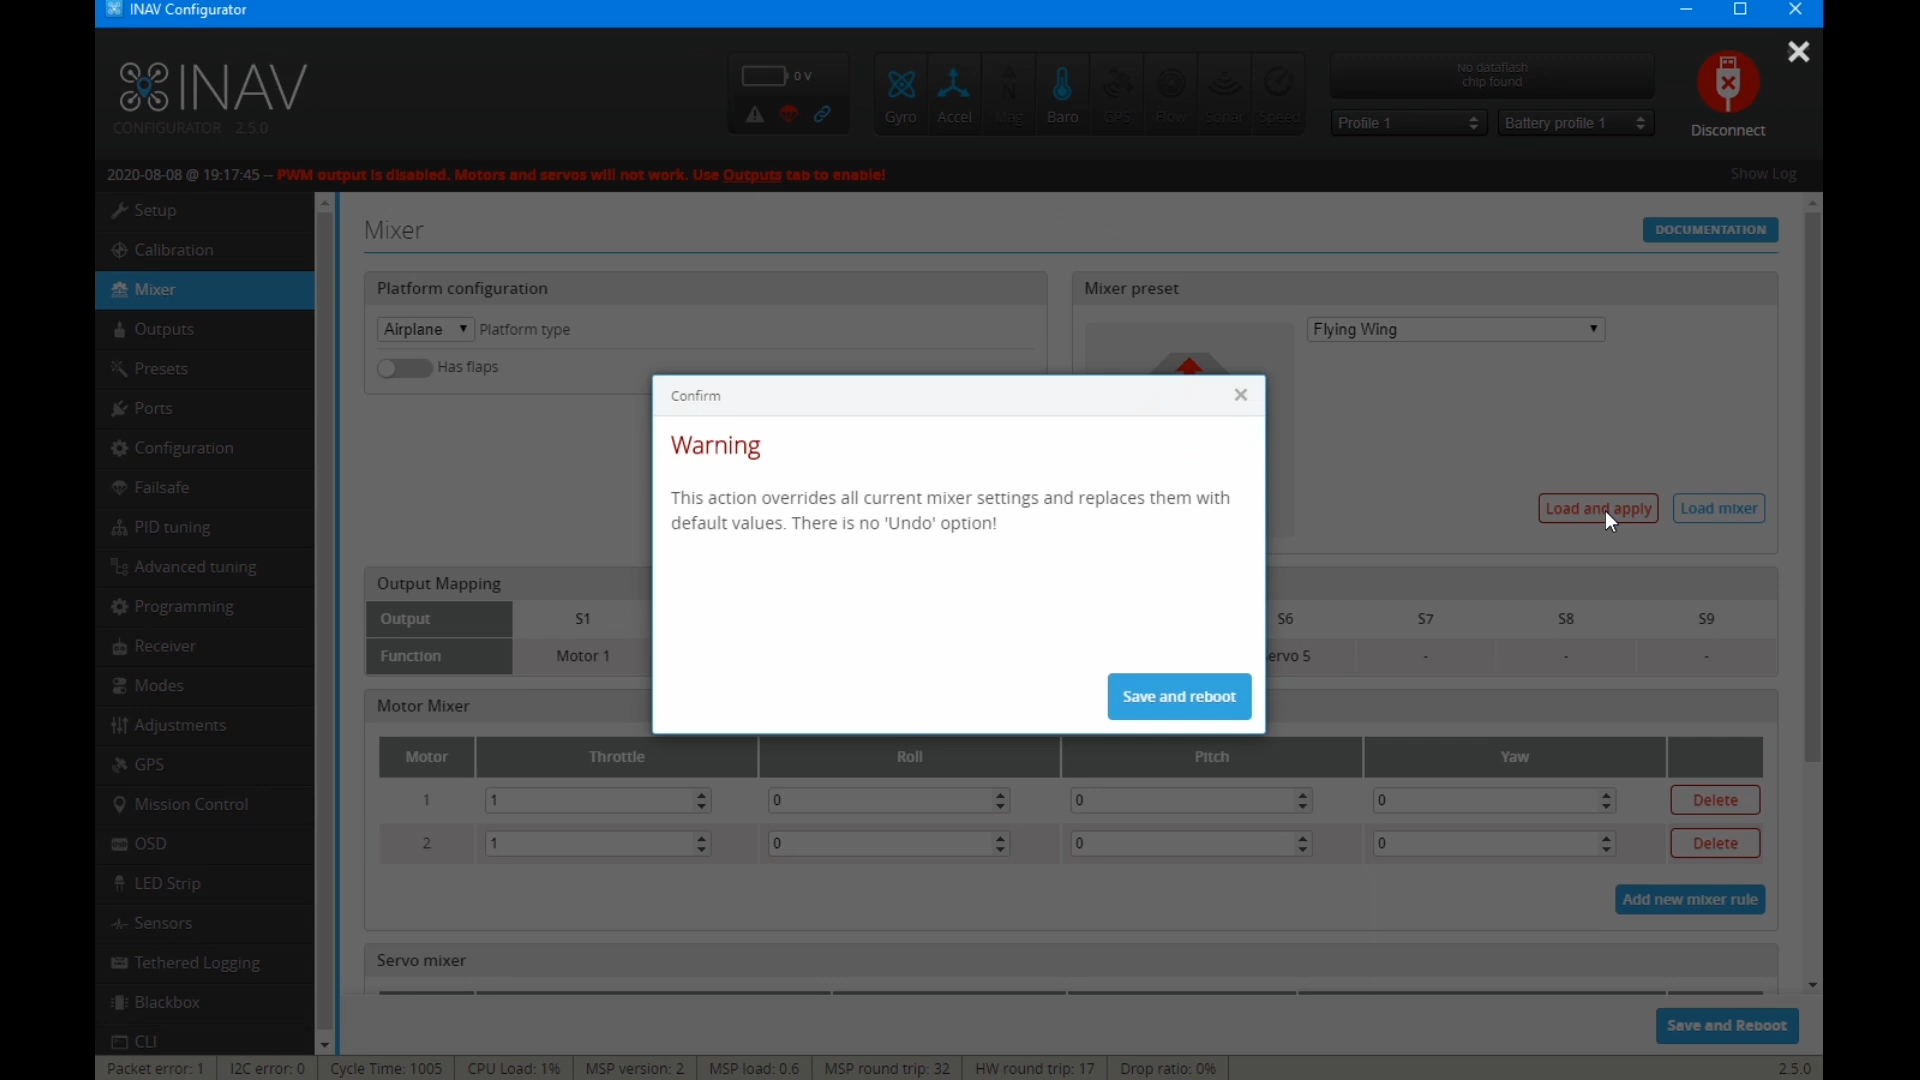 INAV Configurator
INAV
CONFIGURATOR 2.5.0
0 V
Gyro
Accel
Mag
Baro
GPS
Flow
Sonar
Speed
No dataflash
chip found
Profile 1
Battery profile 1
Disconnect
2020-08-08 @ 19:17:45 -- PWM output is disabled. Motors and servos will not work. Use Outputs tab to enable!
Show Log
Setup
Calibration
Mixer
Outputs
Presets
Ports
Configuration
Failsafe
PID tuning
Advanced tuning
Programming
Receiver
Modes
Adjustments
GPS
Mission Control
OSD
LED Strip
Sensors
Tethered Logging
Blackbox
CLI
Mixer
DOCUMENTATION
Platform configuration
Airplane Platform type
Has flaps
Mixer preset
Flying Wing
Load and apply
Load mixer
Confirm
Warning
This action overrides all current mixer settings and replaces them with
default values. There is no 'Undo' option!
Save and reboot
Output Mapping
Output S1 S6 S7 S8 S9
Function Motor 1 ervo 5 - - -
Motor Mixer
Motor Throttle Roll Pitch Yaw
1 1 0 0 0 Delete
2 1 0 0 0 Delete
Add new mixer rule
Servo mixer
Save and Reboot
Packet error: 1 I2C error: 0 Cycle Time: 1005 CPU Load: 1% MSP version: 2 MSP load: 0.6 MSP round trip: 32 HW round trip: 17 Drop ratio: 0% 2.5.0